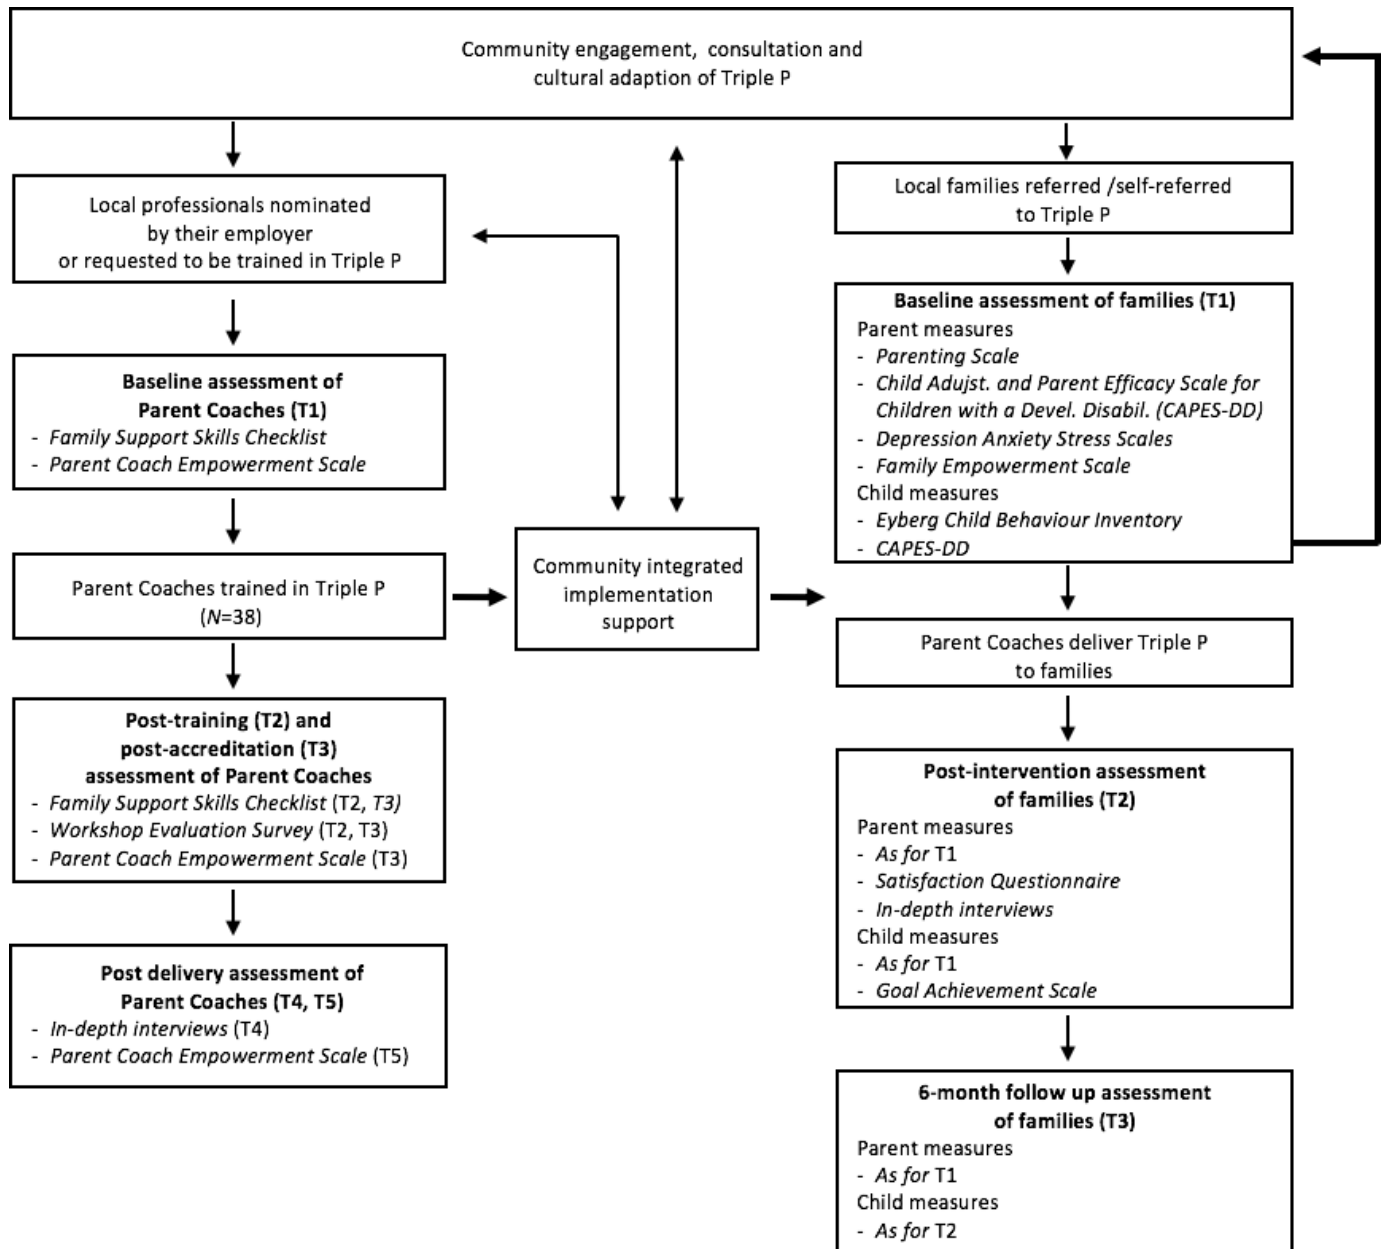 Community engagement, consultation and
cultural adaption of Triple P
Local professionals nominated
by their employer
or requested to be trained in Triple P
Baseline assessment of
Parent Coaches (T1)
- Family Support Skills Checklist
- Parent Coach Empowerment Scale
Parent Coaches trained in Triple P
(N=38)
Post-training (T2) and
post-accreditation (T3)
assessment of Parent Coaches
- Family Support Skills Checklist (T2, T3)
- Workshop Evaluation Survey (T2, T3)
- Parent Coach Empowerment Scale (T3)
Post delivery assessment of
Parent Coaches (T4, T5)
- In-depth interviews (T4)
- Parent Coach Empowerment Scale (T5)
Community integrated
implementation
support
Local families referred /self-referred
to Triple P
Baseline assessment of families (T1)
Parent measures
- Parenting Scale
- Child Adujst. and Parent Efficacy Scale for
Children with a Devel. Disabil. (CAPES-DD)
- Depression Anxiety Stress Scales
- Family Empowerment Scale
Child measures
- Eyberg Child Behaviour Inventory
- CAPES-DD
Parent Coaches deliver Triple P
to families
Post-intervention assessment
of families (T2)
Parent measures
- As for T1
- Satisfaction Questionnaire
- In-depth interviews
Child measures
- As for T1
- Goal Achievement Scale
6-month follow up assessment
of families (T3)
Parent measures
- As for T1
Child measures
- As for T2